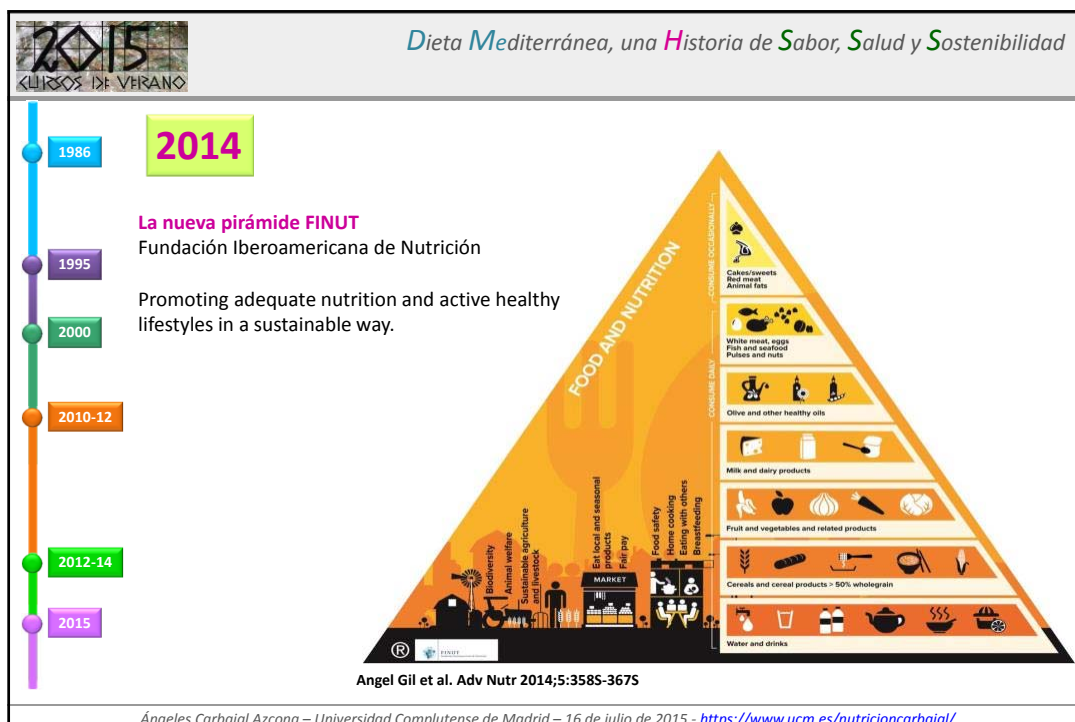 2015
CURSOS DE VERANO
Dieta Mediterránea, una Historia de Sabor, Salud y Sostenibilidad
1986
1995
2000
2010-12
2012-14
2015
2014
La nueva pirámide FINUT
Fundación Iberoamericana de Nutrición
Promoting adequate nutrition and active healthy
lifestyles in a sustainable way.
FOOD AND NUTRITION
CONSUME OCCASIONALLY
CONSUME DAILY
Cakes/sweets
Red meat
Animal fats
White meat, eggs
Fish and seafood
Pulses and nuts
Olive and other healthy oils
Milk and dairy products
Fruit and vegetables and related products
Cereals and cereal products > 50% wholegrain
Water and drinks
Biodiversity
Animal welfare
Sustainable agriculture
and livestock
Eat local and seasonal
products
Fair pay
Food safety
Home cooking
Eating with others
Breastfeeding
MARKET
®
FINUT
Angel Gil et al. Adv Nutr 2014;5:358S-367S
Ángeles Carbajal Azcona – Universidad Complutense de Madrid – 16 de julio de 2015 - https://www.ucm.es/nutricioncarbajal/